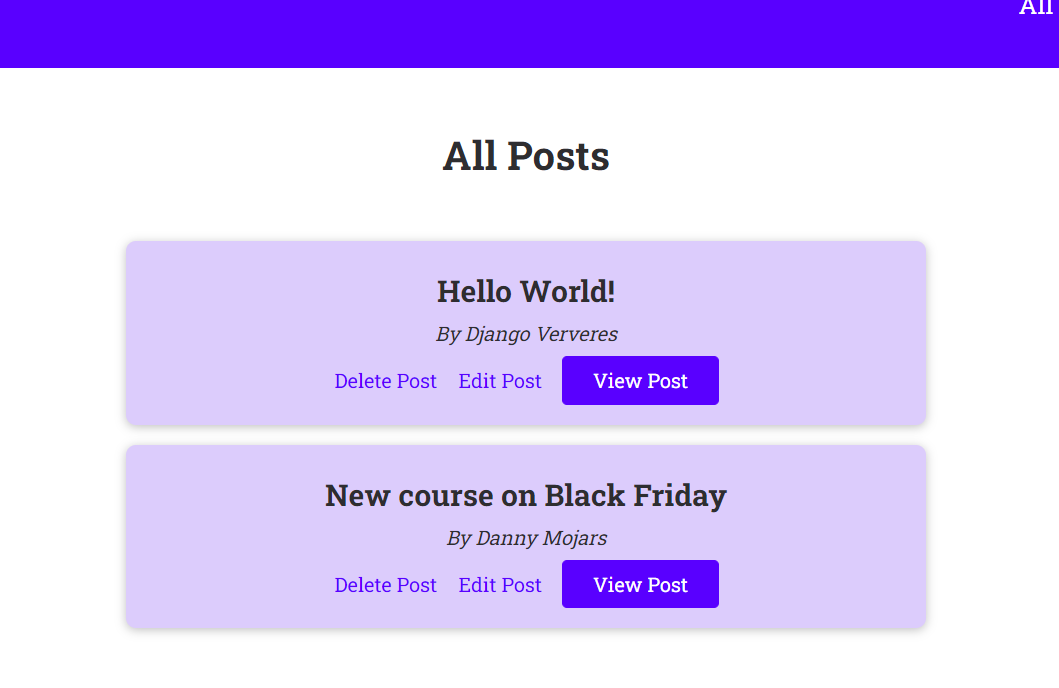 All
All Posts
Hello World!
By Django Ververes
Delete Post Edit Post View Post
New course on Black Friday
By Danny Mojars
Delete Post Edit Post View Post